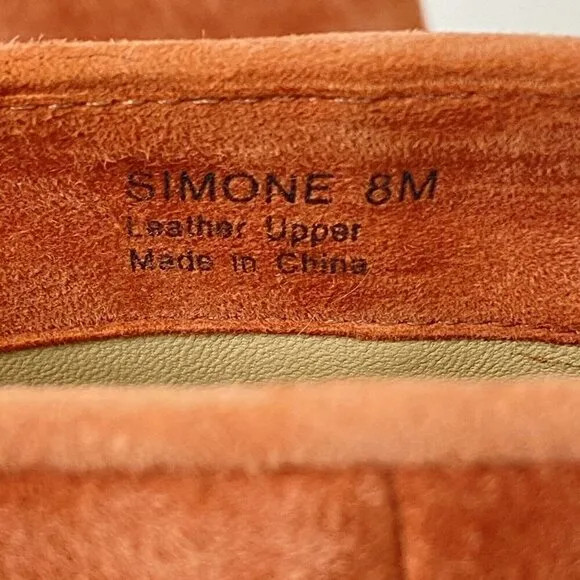 SIMONE 8M
Leather Upper
Made in China